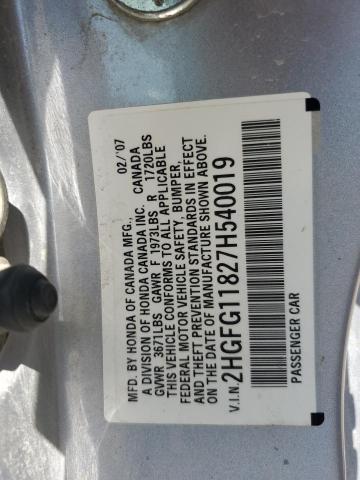 MFD. BY HONDA OF CANADA MFG. 02/'07
A DIVISION OF HONDA CANADA INC. CANADA
GVWR 3671LBS GAWR F 1973LBS R 1720LBS
THIS VEHICLE CONFORMS TO ALL APPLICABLE
FEDERAL MOTOR VEHICLE SAFETY, BUMPER,
AND THEFT PREVENTION STANDARDS IN EFFECT
ON THE DATE OF MANUFACTURE SHOWN ABOVE.
V.I.N. 2HGFG11827H540019
PASSENGER CAR